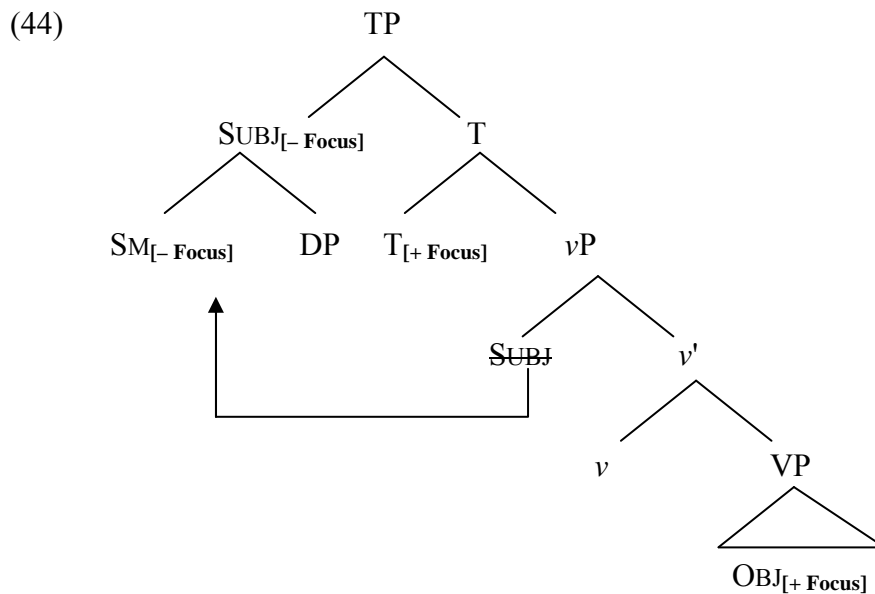 (44) TP
SUBJ[– Focus] T
SM[– Focus] DP T[+ Focus] vP
SUBJ v'
v VP
OBJ[+ Focus]